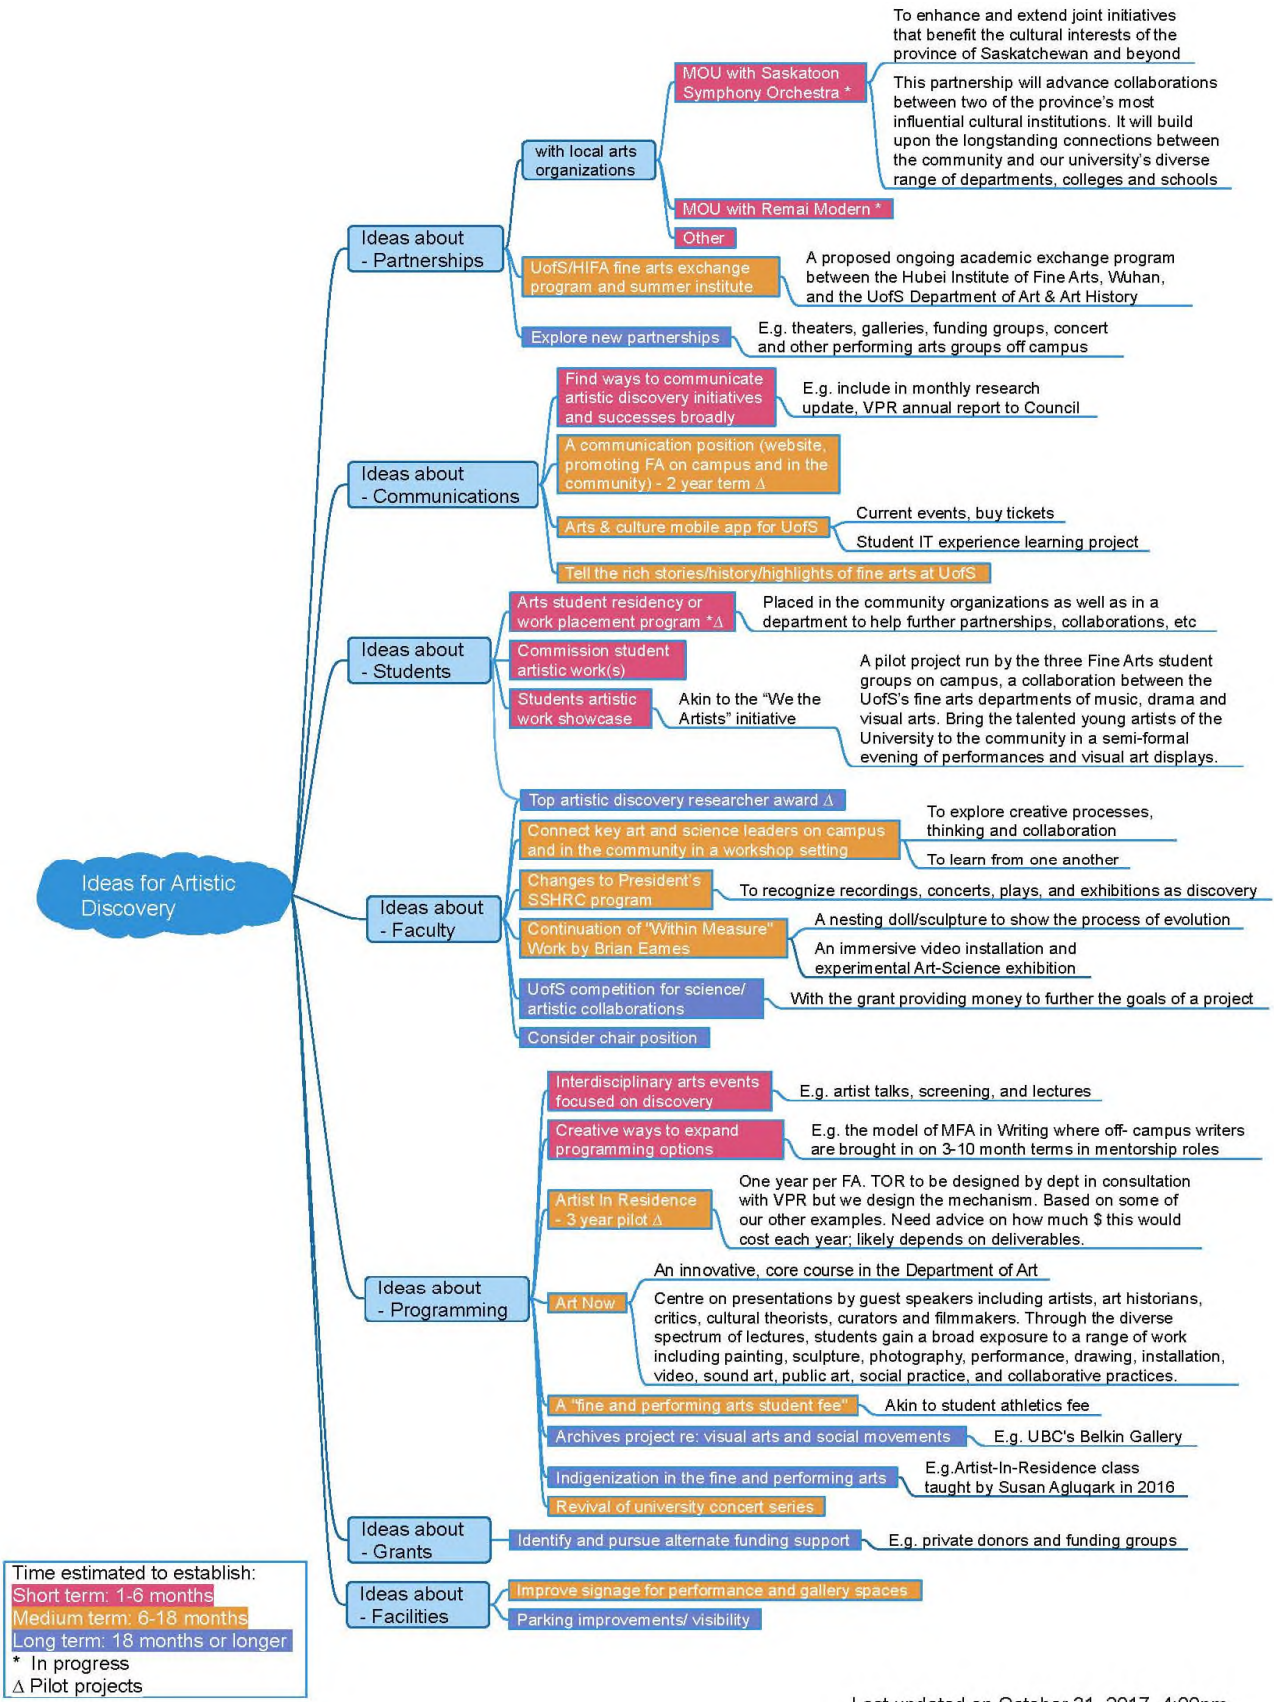 Ideas for Artistic
Discovery
Ideas about
- Partnerships
with local arts
organizations
MOU with Saskatoon
Symphony Orchestra *
To enhance and extend joint initiatives
that benefit the cultural interests of the
province of Saskatchewan and beyond
This partnership will advance collaborations
between two of the province's most
influential cultural institutions. It will build
upon the longstanding connections between
the community and our university's diverse
range of departments, colleges and schools
MOU with Remai Modern *
Other
UofS/HIFA fine arts exchange
program and summer institute
A proposed ongoing academic exchange program
between the Hubei Institute of Fine Arts, Wuhan,
and the UofS Department of Art & Art History
Explore new partnerships
E.g. theaters, galleries, funding groups, concert
and other performing arts groups off campus
Ideas about
- Communications
Find ways to communicate
artistic discovery initiatives
and successes broadly
E.g. include in monthly research
update, VPR annual report to Council
A communication position (website,
promoting FA on campus and in the
community) - 2 year term Δ
Arts & culture mobile app for UofS
Current events, buy tickets
Student IT experience learning project
Tell the rich stories/history/highlights of fine arts at UofS
Ideas about
- Students
Arts student residency or
work placement program *Δ
Placed in the community organizations as well as in a
department to help further partnerships, collaborations, etc
Commission student
artistic work(s)
Students artistic
work showcase
Akin to the "We the
Artists" initiative
A pilot project run by the three Fine Arts student
groups on campus, a collaboration between the
UofS's fine arts departments of music, drama and
visual arts. Bring the talented young artists of the
University to the community in a semi-formal
evening of performances and visual art displays.
Ideas about
- Faculty
Top artistic discovery researcher award Δ
Connect key art and science leaders on campus
and in the community in a workshop setting
To explore creative processes,
thinking and collaboration
To learn from one another
Changes to President's
SSHRC program
To recognize recordings, concerts, plays, and exhibitions as discovery
Continuation of "Within Measure"
Work by Brian Eames
A nesting doll/sculpture to show the process of evolution
An immersive video installation and
experimental Art-Science exhibition
UofS competition for science/
artistic collaborations
With the grant providing money to further the goals of a project
Consider chair position
Ideas about
- Programming
Interdisciplinary arts events
focused on discovery
E.g. artist talks, screening, and lectures
Creative ways to expand
programming options
E.g. the model of MFA in Writing where off- campus writers
are brought in on 3-10 month terms in mentorship roles
Artist In Residence
- 3 year pilot Δ
One year per FA. TOR to be designed by dept in consultation
with VPR but we design the mechanism. Based on some of
our other examples. Need advice on how much $ this would
cost each year; likely depends on deliverables.
Art Now
An innovative, core course in the Department of Art
Centre on presentations by guest speakers including artists, art historians,
critics, cultural theorists, curators and filmmakers. Through the diverse
spectrum of lectures, students gain a broad exposure to a range of work
including painting, sculpture, photography, performance, drawing, installation,
video, sound art, public art, social practice, and collaborative practices.
A "fine and performing arts student fee"
Akin to student athletics fee
Archives project re: visual arts and social movements
E.g. UBC's Belkin Gallery
Indigenization in the fine and performing arts
E.g.Artist-In-Residence class
taught by Susan Agluqark in 2016
Revival of university concert series
Ideas about
- Grants
Identify and pursue alternate funding support
E.g. private donors and funding groups
Ideas about
- Facilities
Improve signage for performance and gallery spaces
Parking improvements/ visibility
Time estimated to establish:
Short term: 1-6 months
Medium term: 6-18 months
Long term: 18 months or longer
* In progress
Δ Pilot projects
Last updated on October 31, 2017, 4:00pm